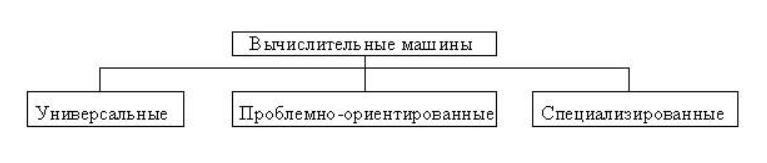 Вычислительные машины
Универсальные
Проблемно-ориентированные
Специализированные